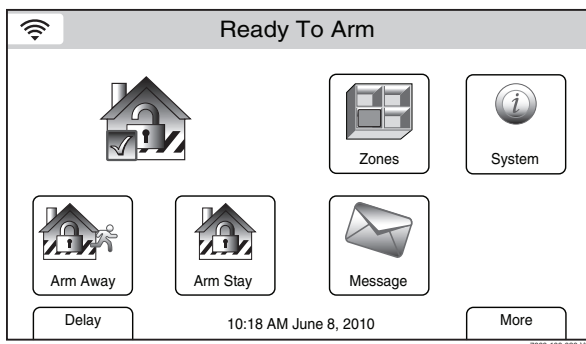 Ready To Arm
Zones
System
Arm Away
Arm Stay
Message
Delay
10:18 AM June 8, 2010
More